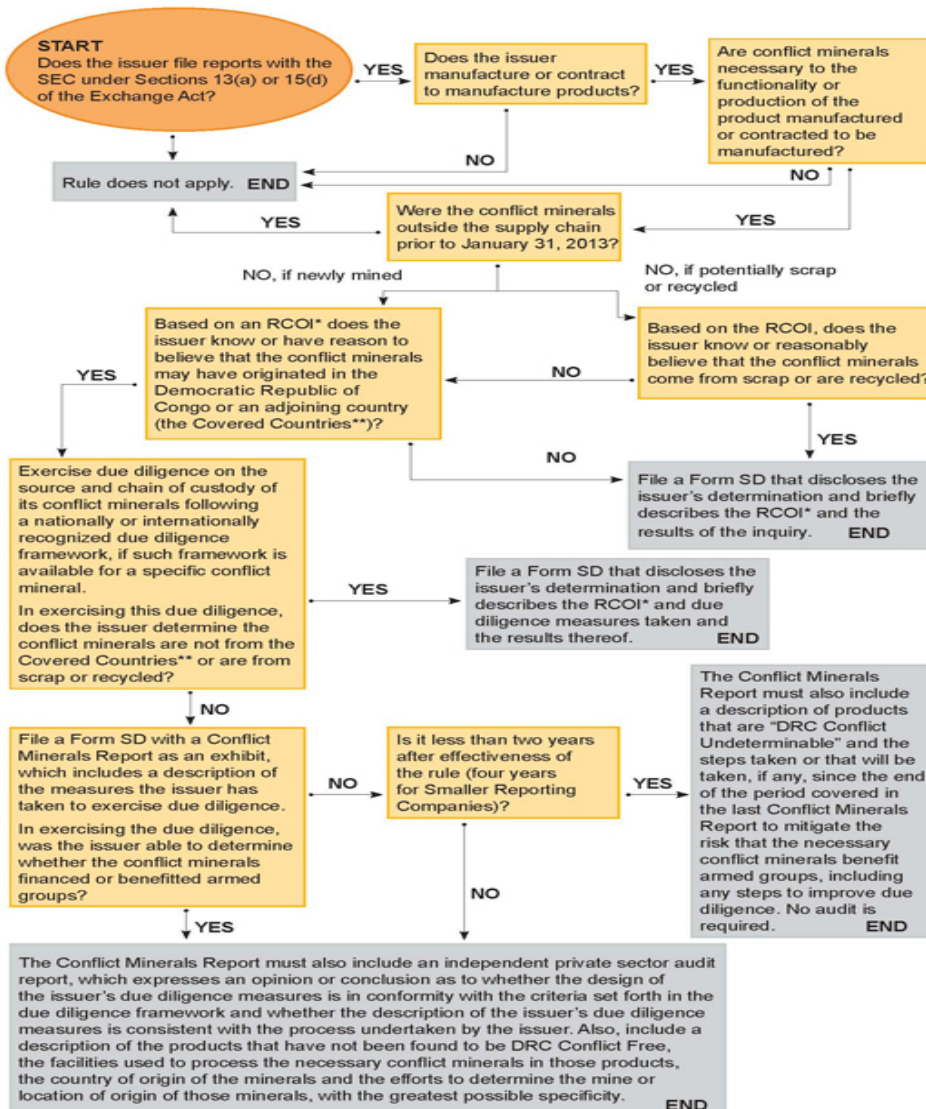 START
Does the issuer file reports with the
SEC under Sections 13(a) or 15(d)
of the Exchange Act?
YES
Does the issuer
manufacture or contract
to manufacture products?
YES
Are conflict minerals
necessary to the
functionality or
production of the
product manufactured
or contracted to be
manufactured?
NO
NO
Rule does not apply. END
YES
Were the conflict minerals
outside the supply chain
prior to January 31, 2013?
YES
NO, if newly mined
NO, if potentially scrap
or recycled
Based on an RCOI* does the
issuer know or have reason to
believe that the conflict minerals
may have originated in the
Democratic Republic of
Congo or an adjoining country
(the Covered Countries**)?
NO
Based on the RCOI, does the
issuer know or reasonably
believe that the conflict minerals
come from scrap or are recycled?
YES
NO
YES
Exercise due diligence on the
source and chain of custody of
its conflict minerals following
a nationally or internationally
recognized due diligence
framework, if such framework is
available for a specific conflict
mineral.
In exercising this due diligence,
does the issuer determine the
conflict minerals are not from the
Covered Countries** or are from
scrap or recycled?
File a Form SD that discloses the
issuer's determination and briefly
describes the RCOI* and the
results of the inquiry. END
YES
File a Form SD that discloses the
issuer's determination and briefly
describes the RCOI* and due
diligence measures taken and
the results thereof. END
NO
File a Form SD with a Conflict
Minerals Report as an exhibit,
which includes a description of
the measures the issuer has
taken to exercise due diligence.
In exercising the due diligence,
was the issuer able to determine
whether the conflict minerals
financed or benefitted armed
groups?
NO
Is it less than two years
after effectiveness of
the rule (four years
for Smaller Reporting
Companies)?
YES
The Conflict Minerals
Report must also include
a description of products
that are "DRC Conflict
Undeterminable" and the
steps taken or that will be
taken, if any, since the end
of the period covered in
the last Conflict Minerals
Report to mitigate the
risk that the necessary
conflict minerals benefit
armed groups, including
any steps to improve due
diligence. No audit is
required. END
YES
NO
The Conflict Minerals Report must also include an independent private sector audit
report, which expresses an opinion or conclusion as to whether the design of
the issuer's due diligence measures is in conformity with the criteria set forth in the
due diligence framework and whether the description of the issuer's due diligence
measures is consistent with the process undertaken by the issuer. Also, include a
description of the products that have not been found to be DRC Conflict Free,
the facilities used to process the necessary conflict minerals in those products,
the country of origin of the minerals and the efforts to determine the mine or
location of origin of those minerals, with the greatest possible specificity.
END